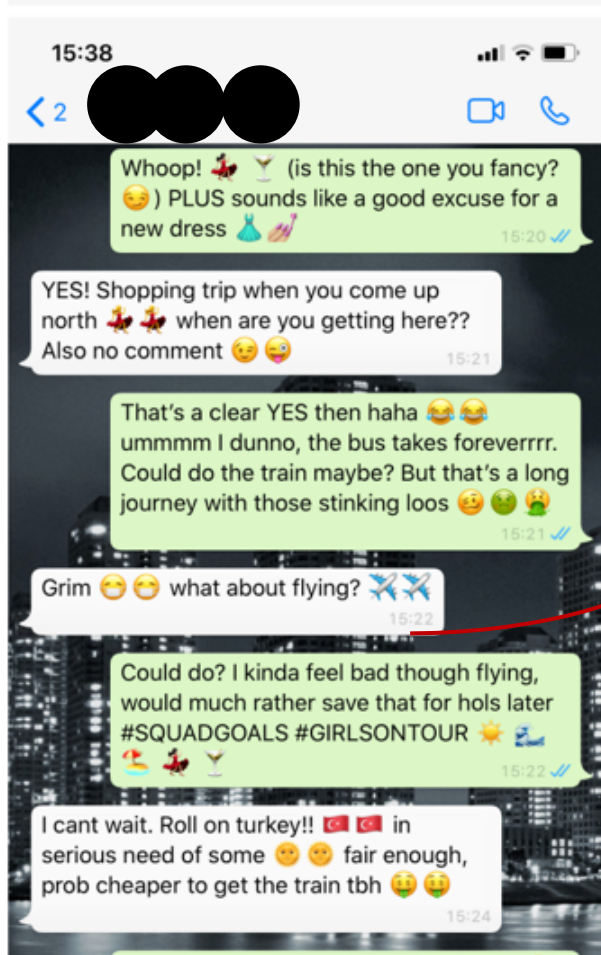 15:38
2
Whoop! 💃 🍸 (is this the one you fancy?
😏) PLUS sounds like a good excuse for a
new dress 👗 💅
15:20
YES! Shopping trip when you come up
north 💃 💃 when are you getting here??
Also no comment 😉 😜
15:21
That's a clear YES then haha 😂 😂
ummmm I dunno, the bus takes foreverrrr.
Could do the train maybe? But that's a long
journey with those stinking loos 🥴 🤢 🤮
15:21
Grim 😷 😷 what about flying? ✈️ ✈️
15:22
Could do? I kinda feel bad though flying,
would much rather save that for hols later
#SQUADGOALS #GIRLSONTOUR ☀️ 🌊
🏖️ 💃 🍸
15:22
I cant wait. Roll on turkey!! 🇹🇷 🇹🇷 in
serious need of some 🌞 🌞 fair enough,
prob cheaper to get the train tbh 🤑 🤑
15:24